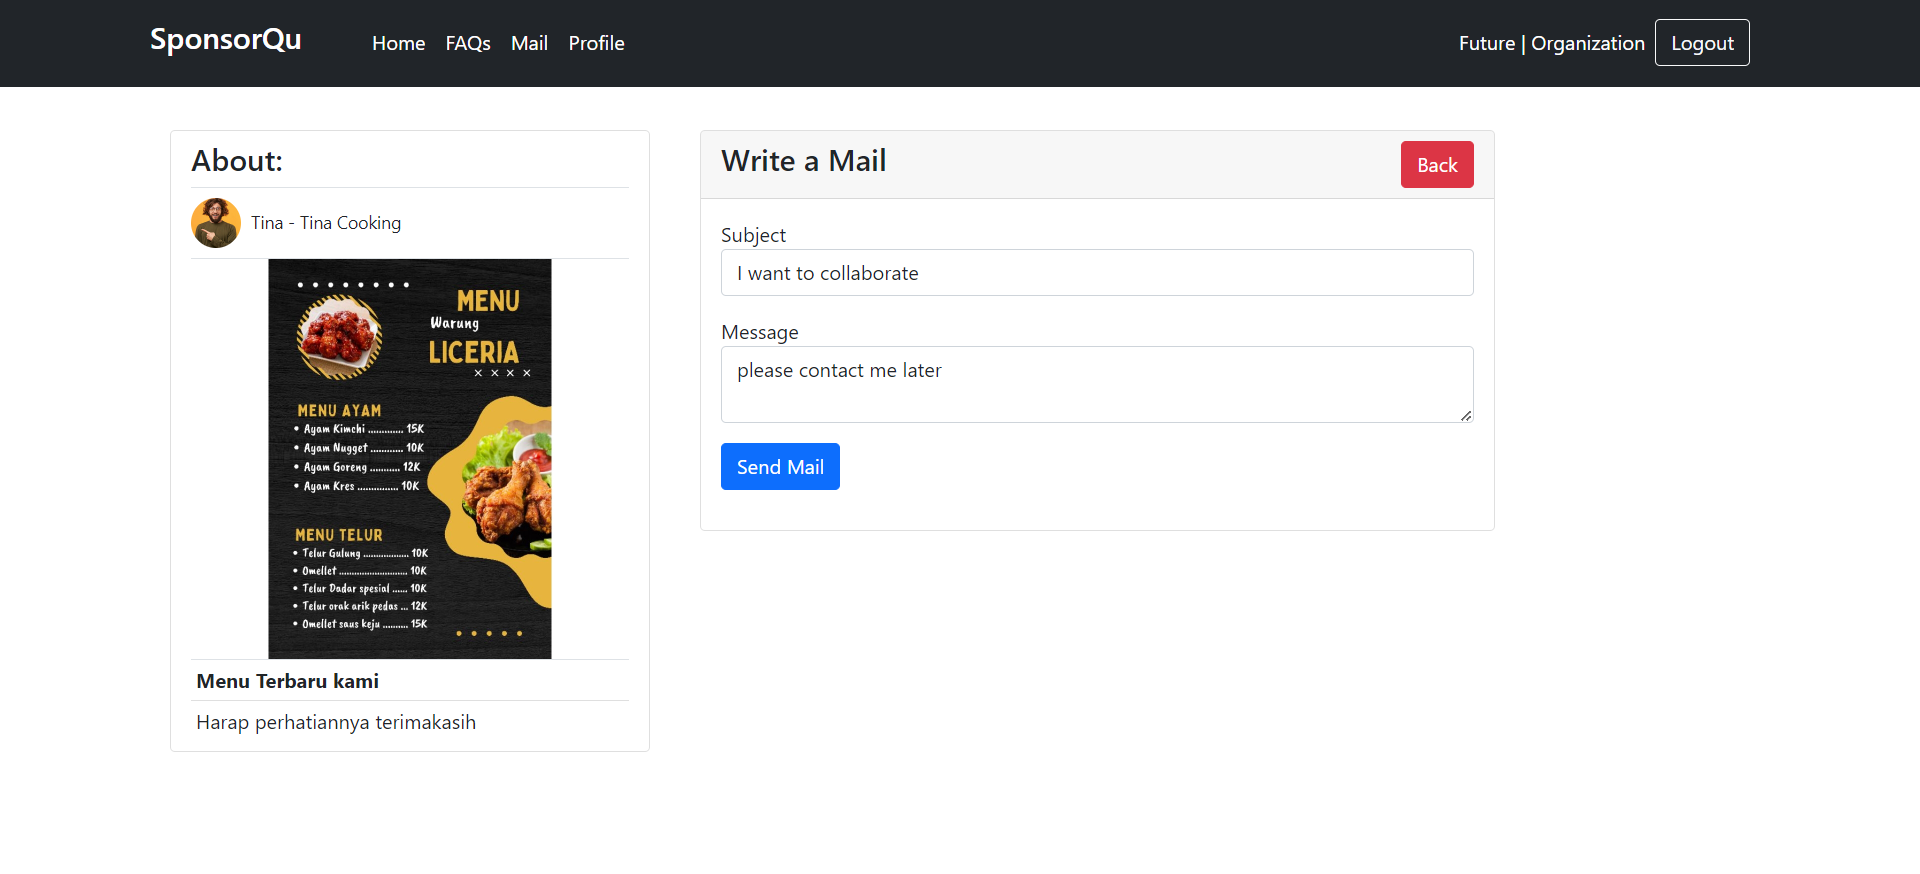 SponsorQu
Home FAQs Mail Profile
Future | Organization Logout
About:
Tina - Tina Cooking
MENU
Warung
LICERIA
MENU AYAM
• Ayam Kimchi ............. 15K
• Ayam Nugget ............ 10K
• Ayam Goreng ........... 12K
• Ayam Kres ............... 10K
MENU TELUR
• Telur Gulung .................. 10K
• Omellet ........................... 10K
• Telur Dadar spesial ...... 10K
• Telur orak arik pedas ... 12K
• Omellet saus keju .......... 15K
Menu Terbaru kami
Harap perhatiannya terimakasih
Write a Mail
Back
Subject
I want to collaborate
Message
please contact me later
Send Mail